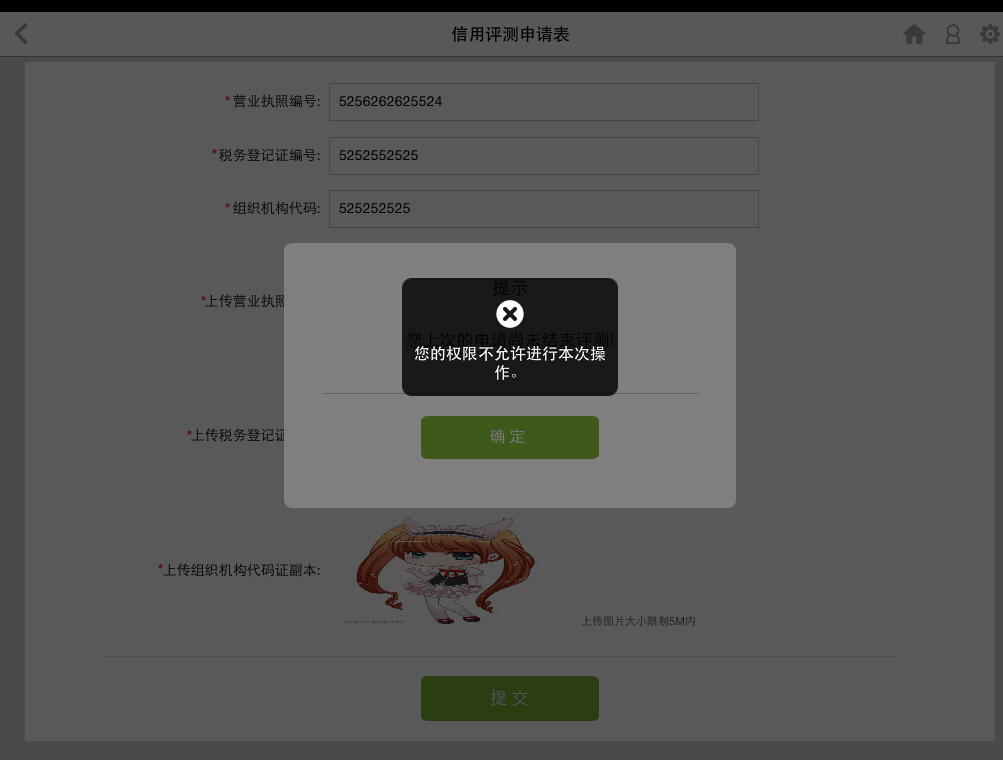 信用评测申请表
*营业执照编号: 5256262625524
*税务登记证编号: 5252552525
*组织机构代码: 525252525
*上传营业执照
提示
您上次的申请尚未结束评测!
您的权限不允许进行本次操
作。
确 定
*上传税务登记证
*上传组织机构代码证副本:
上传图片大小限制5M内
提 交